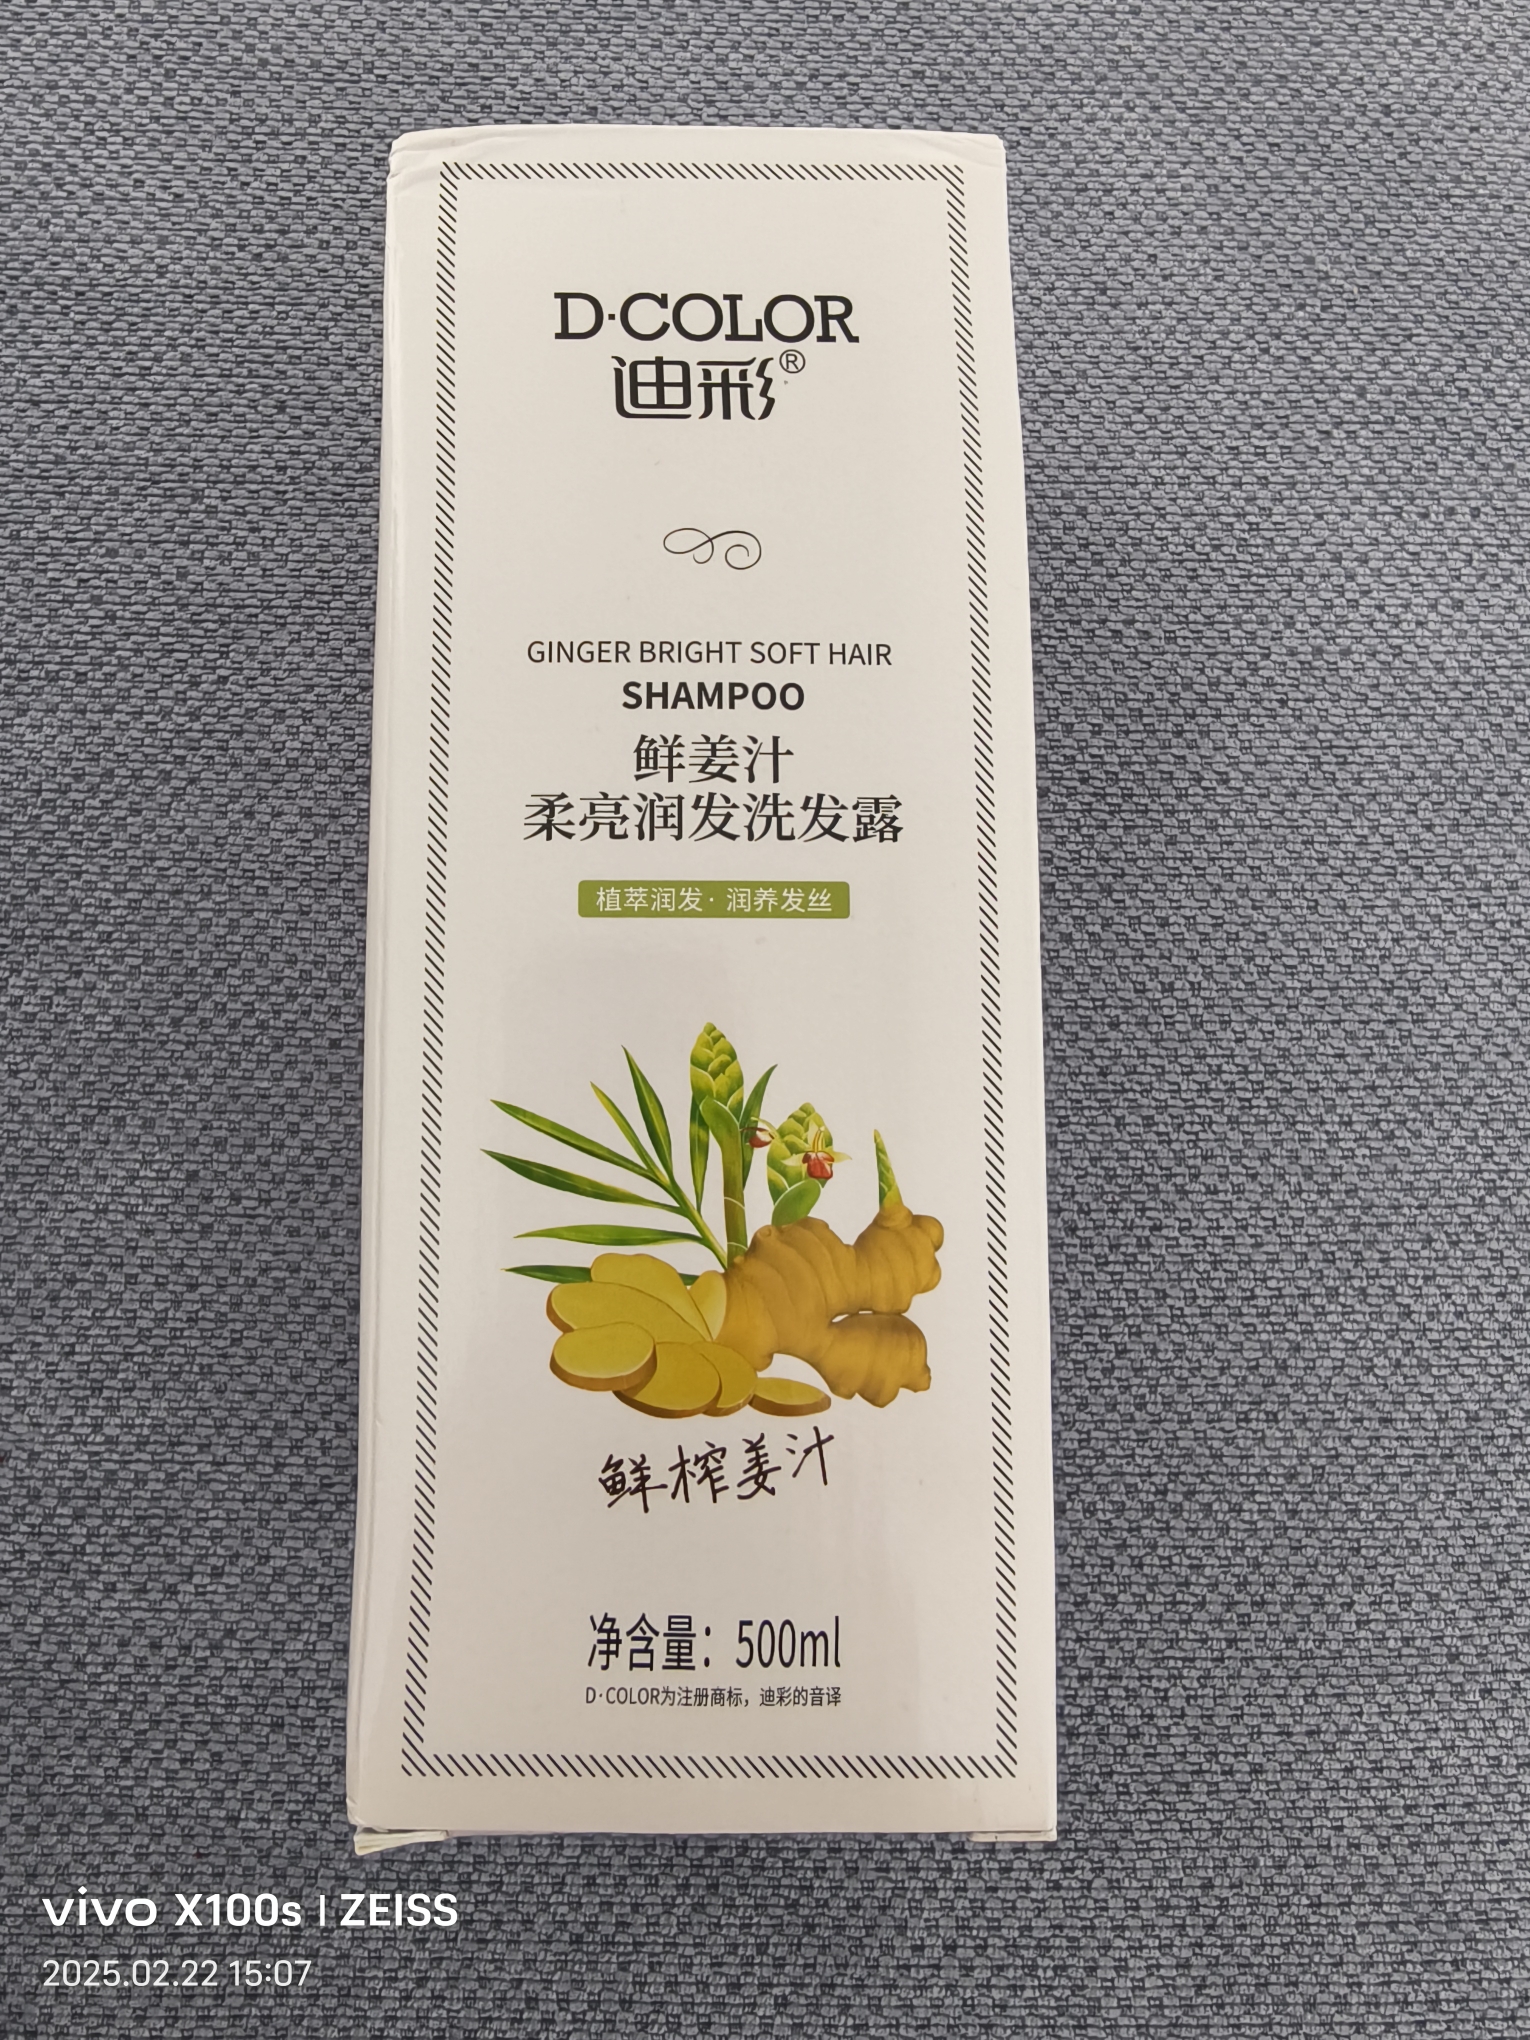 D·COLOR
迪彩®
GINGER BRIGHT SOFT HAIR
SHAMPOO
鲜姜汁
柔亮润发洗发露
植萃润发·润养发丝
鲜榨姜汁
净含量：500ml
D·COLOR为注册商标，迪彩的音译
vivo X100s | ZEISS
2025.02.22 15:07